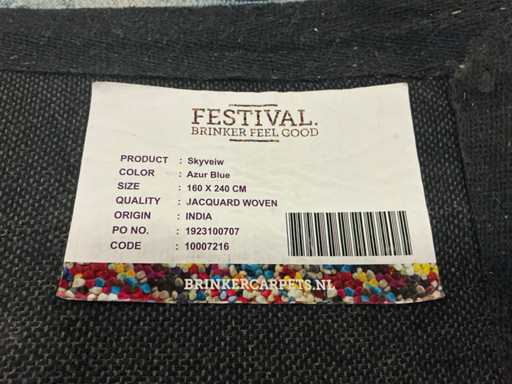 FESTIVAL.
BRINKER FEEL GOOD
PRODUCT : Skyveiw
COLOR : Azur Blue
SIZE : 160 X 240 CM
QUALITY : JACQUARD WOVEN
ORIGIN : INDIA
PO NO. : 1923100707
CODE : 10007216
BRINKERCARPETS.NL